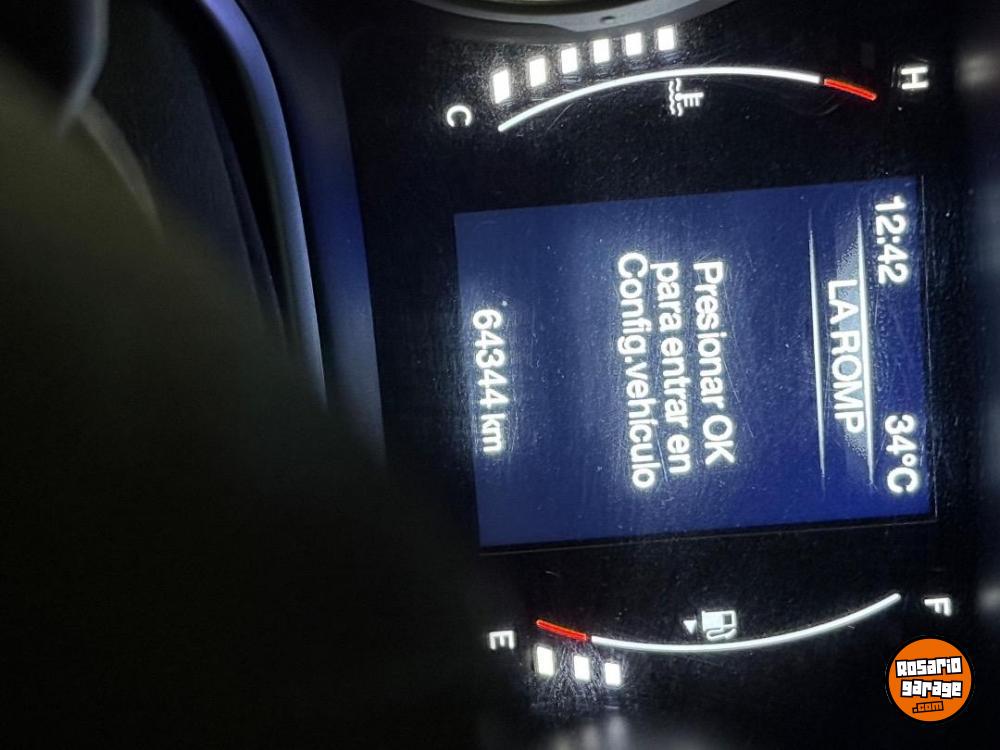 12:42 34°C
LA ROMP
Presionar OK
para entrar en
Config.vehículo
64344 km
C
H
E
F
Rosario
garage
.com